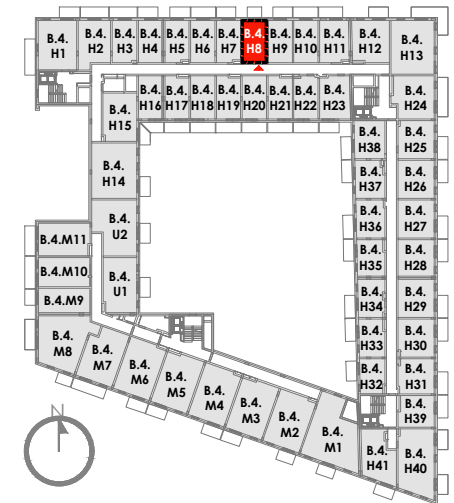 B.4.
H1
B.4.
H2
B.4.
H3
B.4.
H4
B.4.
H5
B.4.
H6
B.4.
H7
B.4.
H8
B.4.
H9
B.4.
H10
B.4.
H11
B.4.
H12
B.4.
H13
B.4.
H16
B.4.
H17
B.4.
H18
B.4.
H19
B.4.
H20
B.4.
H21
B.4.
H22
B.4.
H23
B.4.
H24
B.4.
H15
B.4.
H38
B.4.
H25
B.4.
H14
B.4.
H37
B.4.
H26
B.4.
U2
B.4.
H36
B.4.
H27
B.4.M11
B.4.
H35
B.4.
H28
B.4.M10
B.4.
U1
B.4.
H34
B.4.
H29
B.4.M9
B.4.
H33
B.4.
H30
B.4.
M8
B.4.
M7
B.4.
M6
B.4.
M5
B.4.
M4
B.4.
M3
B.4.
M2
B.4.
M1
B.4.
H32
B.4.
H31
B.4.
H39
B.4.
H41
B.4.
H40
N